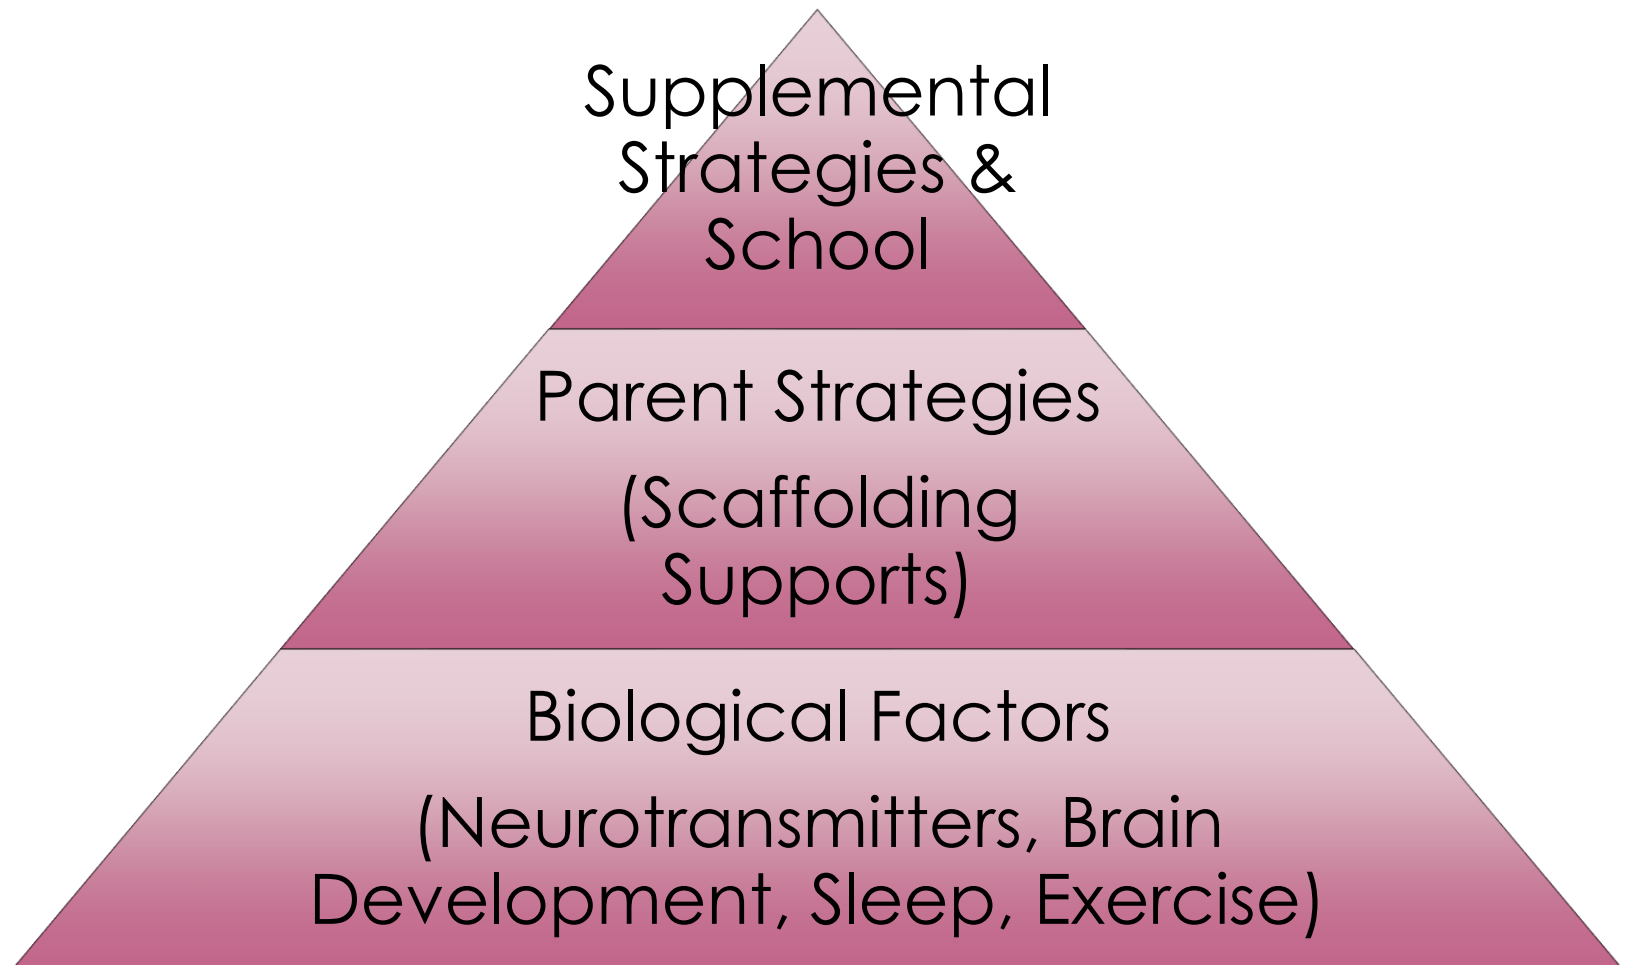 Supplemental
Strategies &
School
Parent Strategies
(Scaffolding
Supports)
Biological Factors
(Neurotransmitters, Brain
Development, Sleep, Exercise)